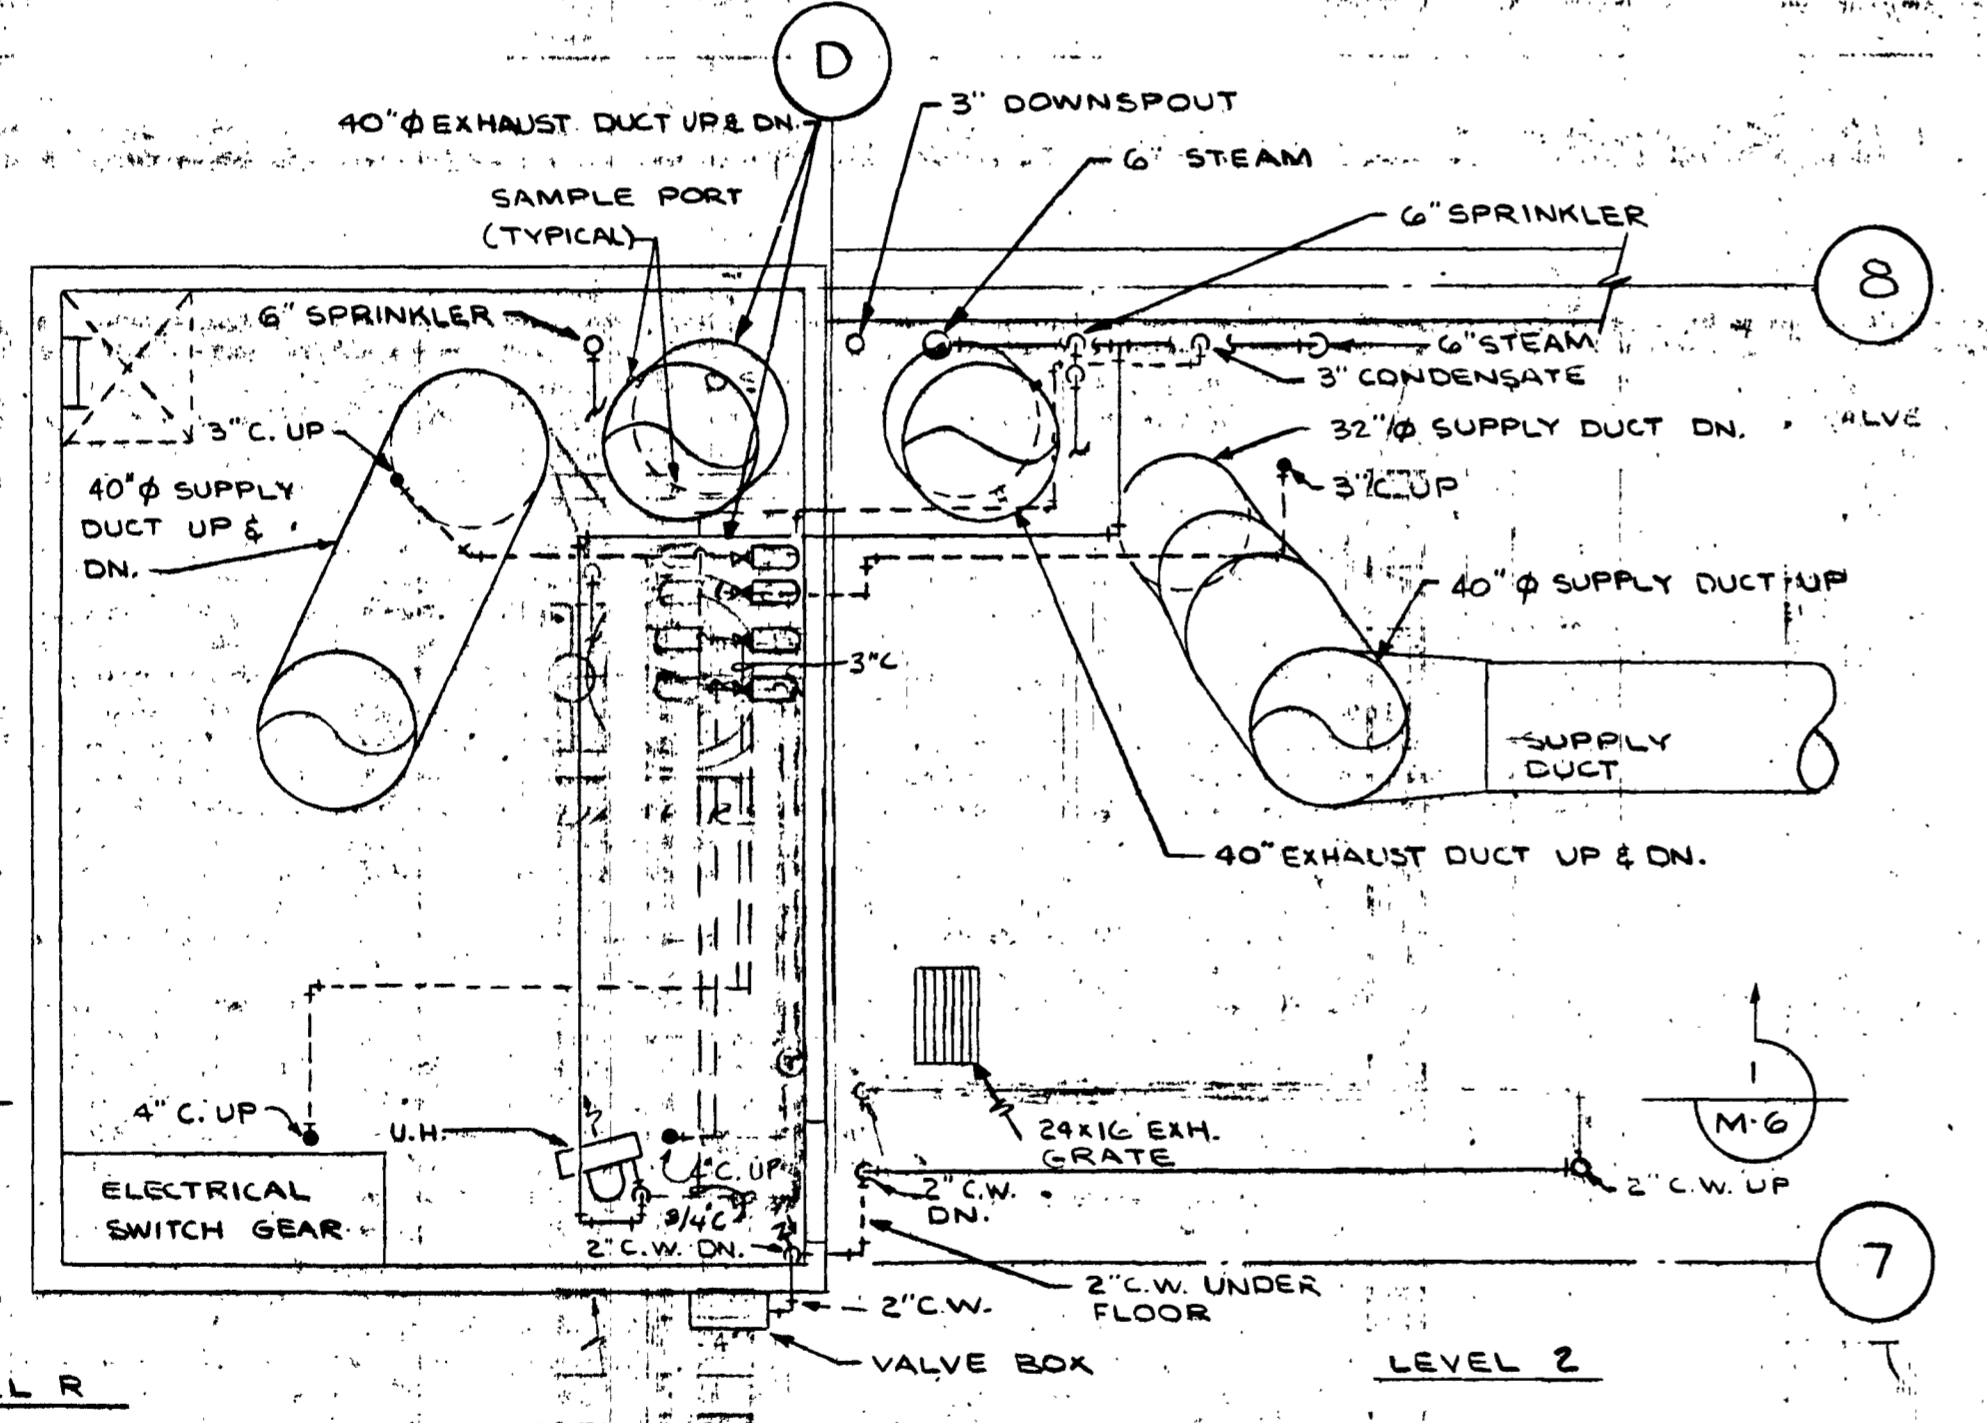 D
40"ϕ EXHAUST DUCT UP & DN.
3" DOWNSPOUT
6" STEAM
SAMPLE PORT
(TYPICAL)
6" SPRINKLER
8
6" SPRINKLER
6" STEAM
3" CONDENSATE
3" C. UP
32"ϕ SUPPLY DUCT DN.
ALVE
40"ϕ SUPPLY
DUCT UP &
DN.
3" C. UP
40"ϕ SUPPLY DUCT UP
3"C
SUPPLY
DUCT
40" EXHAUST DUCT UP & DN.
4" C. UP
U.H.
4" C. UP
24x16 EXH.
GRATE
1
M-6
ELECTRICAL
SWITCH GEAR
3/4"C
2" C.W.
DN.
2" C.W. UP
2" C.W. DN.
7
2" C.W.
2" C.W. UNDER
FLOOR
VALVE BOX
LEVEL 2
L R